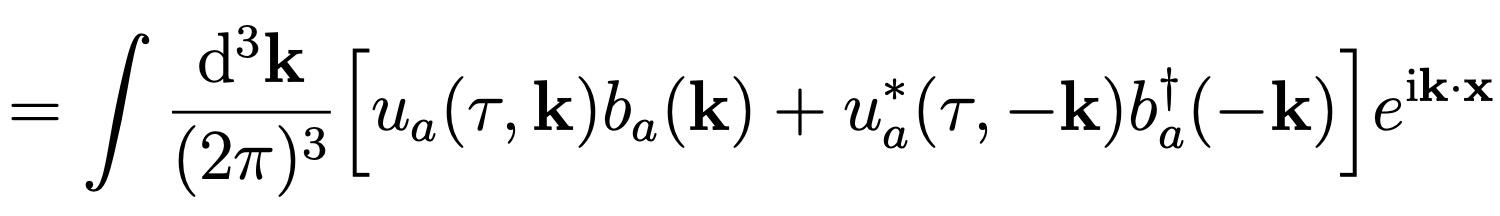 = ∫ d³𝐤/(2π)³ [u_a(τ, 𝐤)b_a(𝐤) + u_a^*(τ, −𝐤)b_a^†(−𝐤)] e^{i𝐤·𝐱}